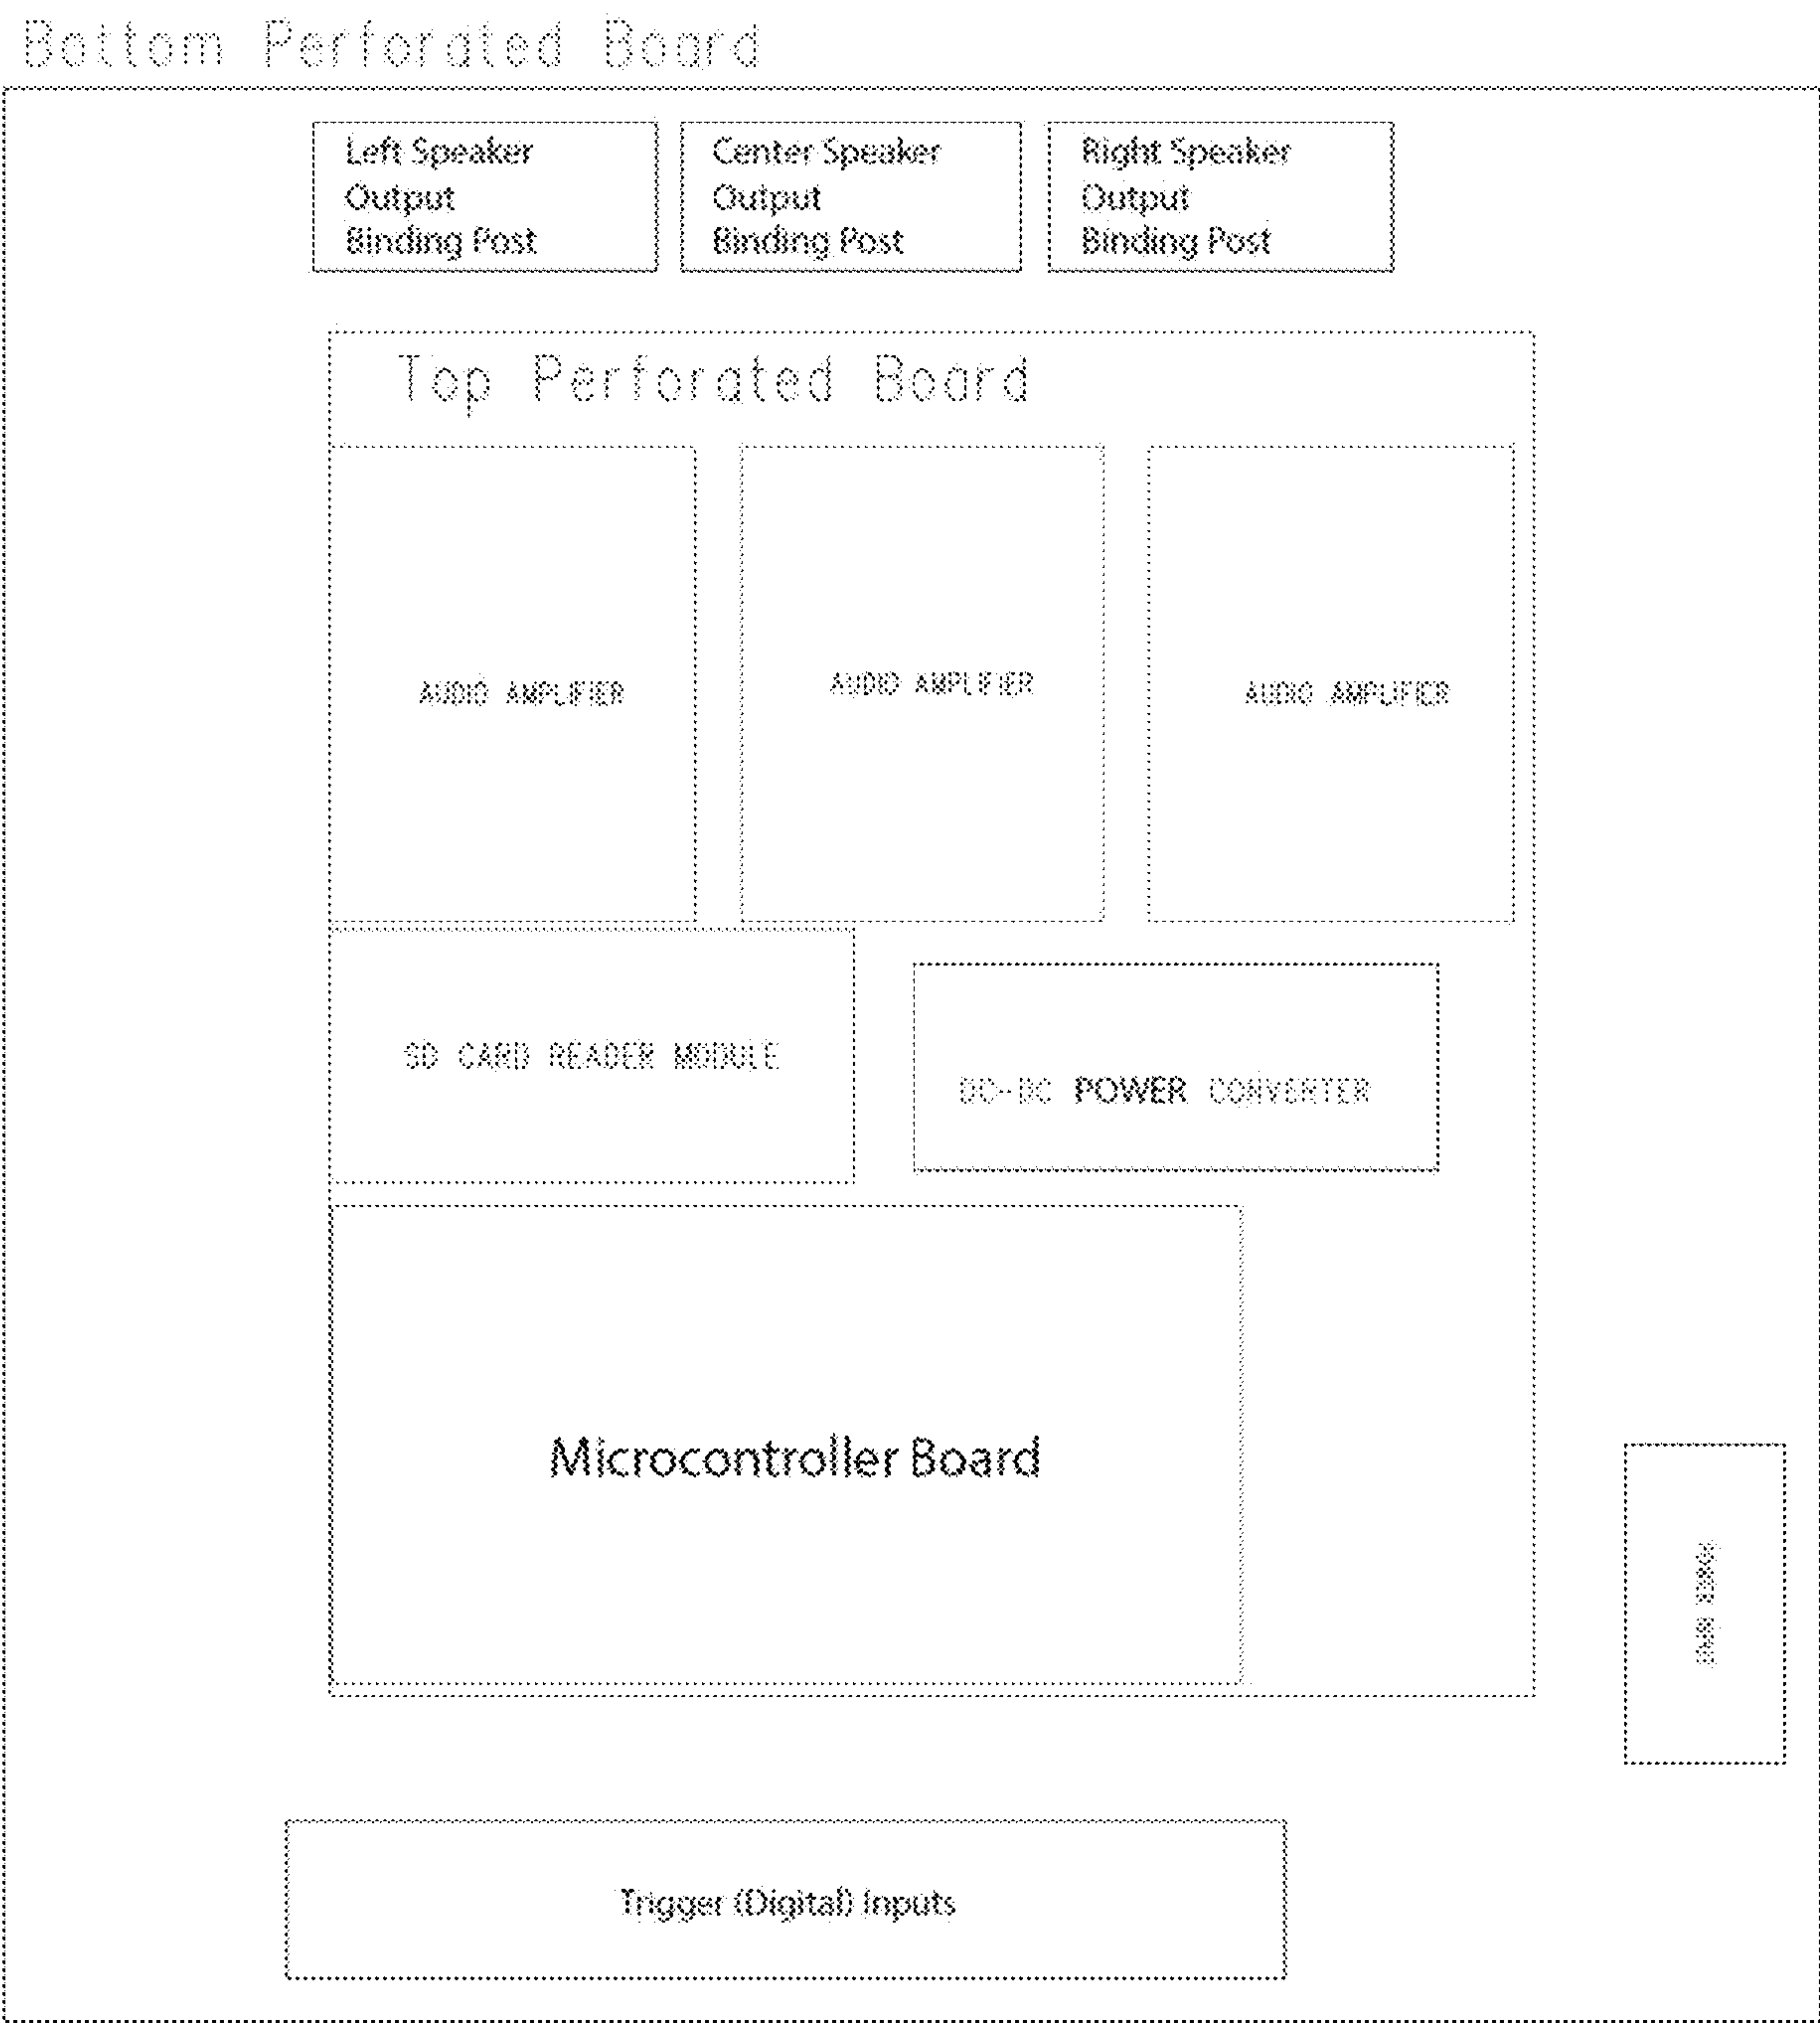 Bottom Perforated Board
Left Speaker
Output
Binding Post
Center Speaker
Output
Binding Post
Right Speaker
Output
Binding Post
Top Perforated Board
AUDIO AMPLIFIER
AUDIO AMPLIFIER
AUDIO AMPLIFIER
SD CARD READER MODULE
DC-DC POWER CONVERTER
Microcontroller Board
Trigger (Digital) Inputs